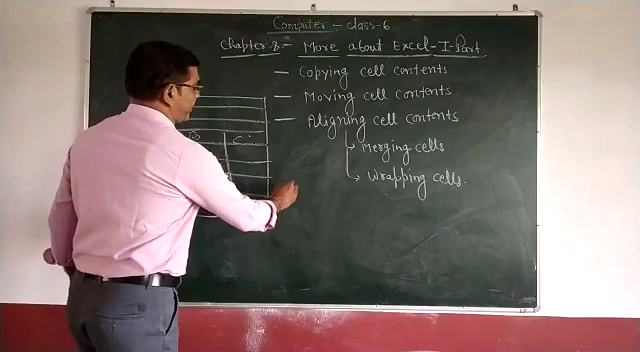 Computer - class-6
Chapter-8 :- More about Excel-I-Part
— Copying cell contents
— Moving cell contents
— Aligning cell contents
→ Merging cells
→ Wrapping cells.
B C